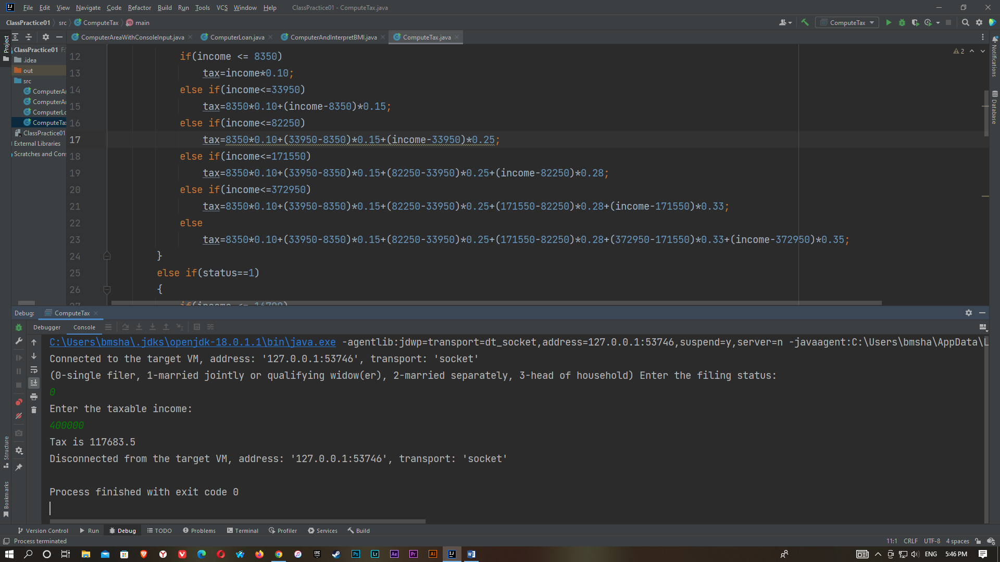 File Edit View Navigate Code Refactor Build Run Tools VCS Window Help ClassPractice01 - ComputeTax.java
ClassPractice01 src ComputeTax main ComputeTax
ComputerAreaWithConsoleInput.java ComputerLoan.java ComputerAndInterpretBMI.java ComputeTax.java
Project
ClassPractice01
.idea
out
src
ComputerAr
ComputerAr
ComputerLo
ComputeTax
ClassPractice01
External Libraries
Scratches and Cons
Notifications
Database
2
12 if(income <= 8350)
13 tax=income*0.10;
14 else if(income<=33950)
15 tax=8350*0.10+(income-8350)*0.15;
16 else if(income<=82250)
17 tax=8350*0.10+(33950-8350)*0.15+(income-33950)*0.25;
18 else if(income<=171550)
19 tax=8350*0.10+(33950-8350)*0.15+(82250-33950)*0.25+(income-82250)*0.28;
20 else if(income<=372950)
21 tax=8350*0.10+(33950-8350)*0.15+(82250-33950)*0.25+(171550-82250)*0.28+(income-171550)*0.33;
22 else
23 tax=8350*0.10+(33950-8350)*0.15+(82250-33950)*0.25+(171550-82250)*0.28+(372950-171550)*0.33+(income-372950)*0.35;
24 }
25 else if(status==1)
26 {
27 if(income <= 16700)
Debug: ComputeTax
Debugger Console
C:\Users\bmsha\.jdks\openjdk-18.0.1.1\bin\java.exe -agentlib:jdwp=transport=dt_socket,address=127.0.0.1:53746,suspend=y,server=n -javaagent:C:\Users\bmsha\AppData\L
Connected to the target VM, address: '127.0.0.1:53746', transport: 'socket'
(0-single filer, 1-married jointly or qualifying widow(er), 2-married separately, 3-head of household) Enter the filing status:
0
Enter the taxable income:
400000
Tax is 117683.5
Disconnected from the target VM, address: '127.0.0.1:53746', transport: 'socket'
Process finished with exit code 0
Structure
Bookmarks
Version Control Run Debug TODO Problems Terminal Profiler Services Build
Process terminated 11:1 CRLF UTF-8 4 spaces
ENG 5:46 PM